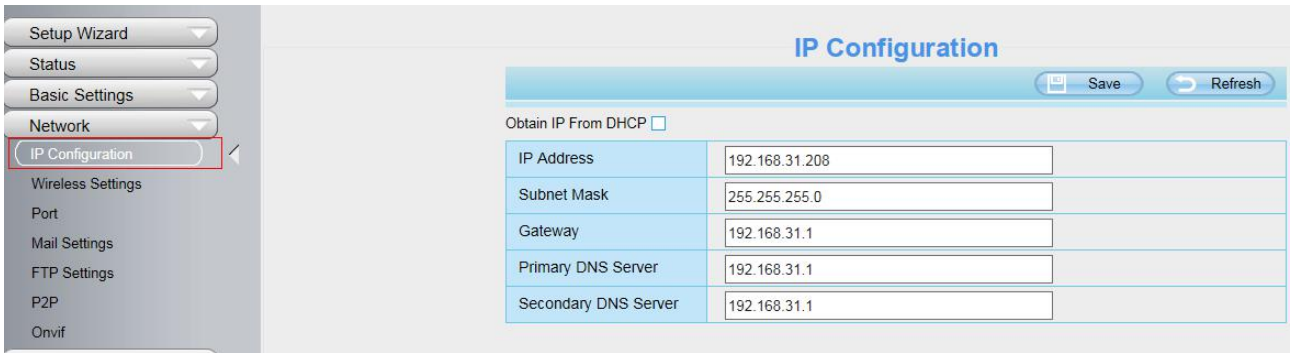 Setup Wizard
Status
Basic Settings
Network
IP Configuration
Wireless Settings
Port
Mail Settings
FTP Settings
P2P
Onvif
IP Configuration
Save Refresh
Obtain IP From DHCP
IP Address 192.168.31.208
Subnet Mask 255.255.255.0
Gateway 192.168.31.1
Primary DNS Server 192.168.31.1
Secondary DNS Server 192.168.31.1